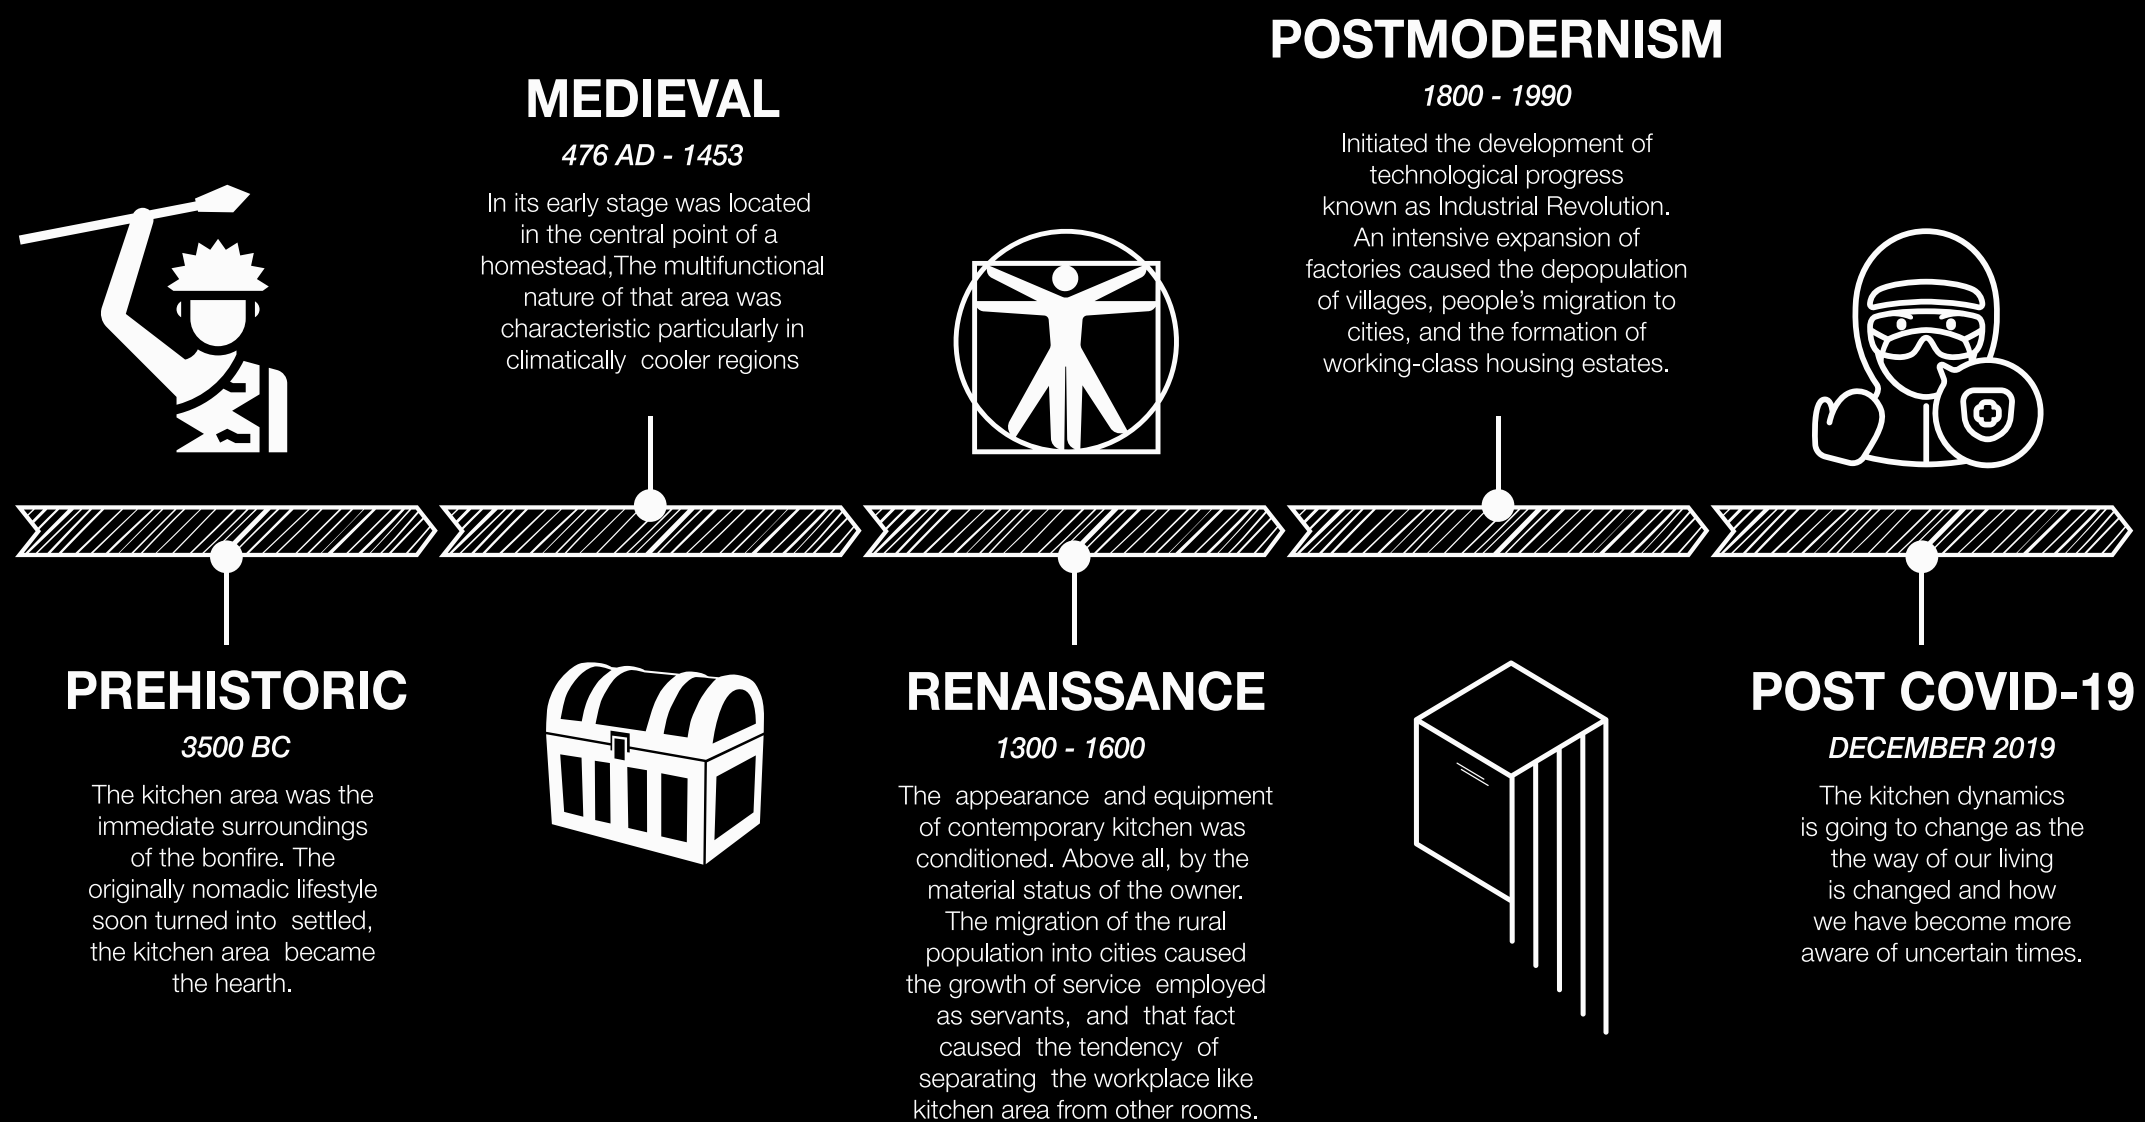 PREHISTORIC
3500 BC
The kitchen area was the
immediate surroundings
of the bonfire. The
originally nomadic lifestyle
soon turned into settled,
the kitchen area became
the hearth.
MEDIEVAL
476 AD - 1453
In its early stage was located
in the central point of a
homestead,The multifunctional
nature of that area was
characteristic particularly in
climatically cooler regions
RENAISSANCE
1300 - 1600
The appearance and equipment
of contemporary kitchen was
conditioned. Above all, by the
material status of the owner.
The migration of the rural
population into cities caused
the growth of service employed
as servants, and that fact
caused the tendency of
separating the workplace like
kitchen area from other rooms.
POSTMODERNISM
1800 - 1990
Initiated the development of
technological progress
known as Industrial Revolution.
An intensive expansion of
factories caused the depopulation
of villages, people’s migration to
cities, and the formation of
working-class housing estates.
POST COVID-19
DECEMBER 2019
The kitchen dynamics
is going to change as the
the way of our living
is changed and how
we have become more
aware of uncertain times.